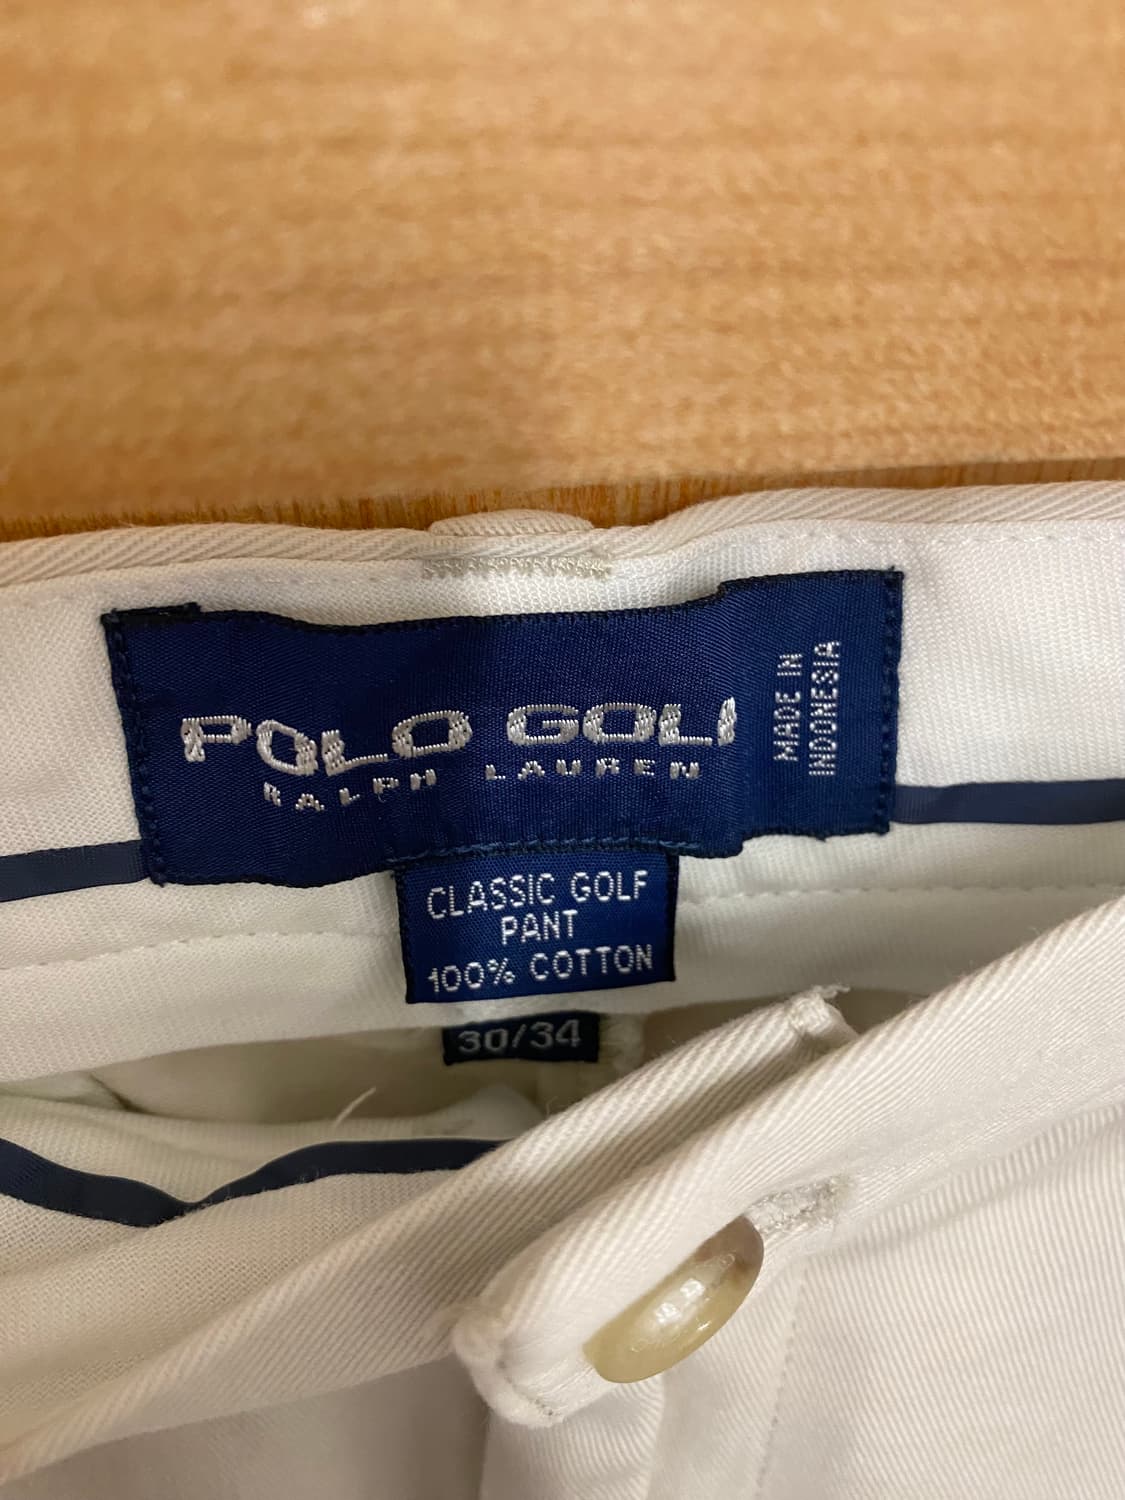 POLO GOLF
RALPH LAUREN
MADE IN
INDONESIA
CLASSIC GOLF
PANT
100% COTTON
30/34